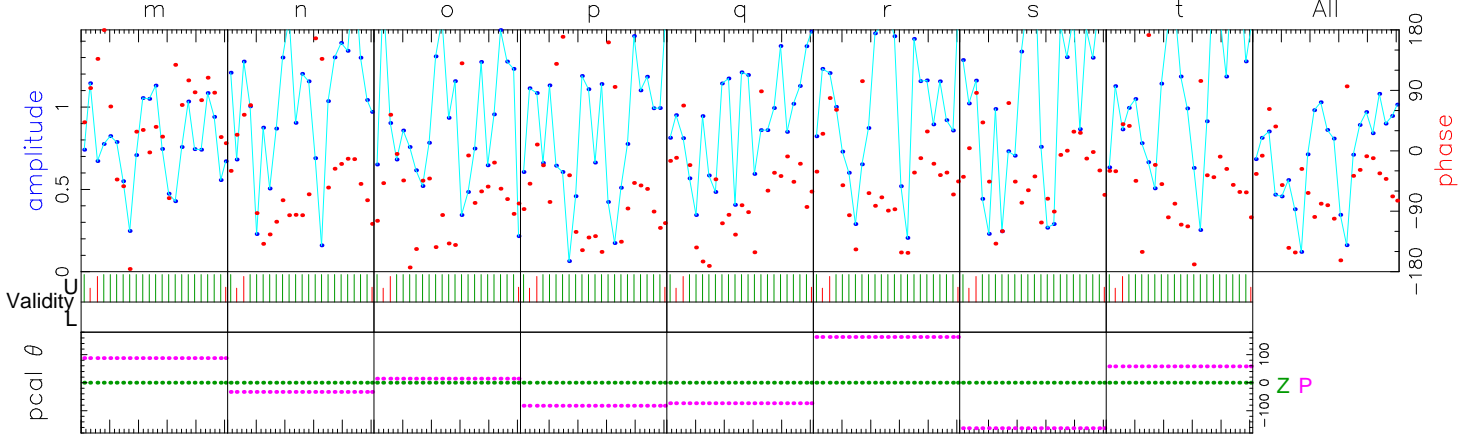 m n o p q r s t All
amplitude
1
0.5
0
180
90
0
-90
-180
phase
U
Validity
L
pcal θ
100
0
-100
Z P